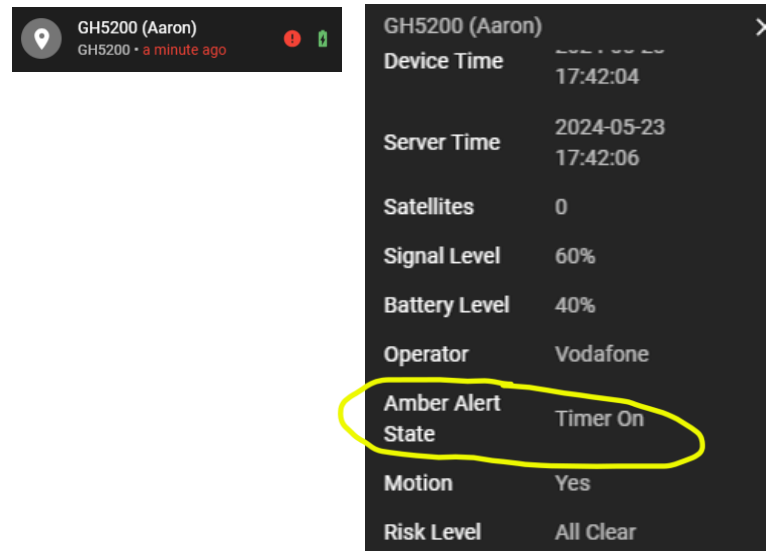 GH5200 (Aaron)
GH5200 • a minute ago
GH5200 (Aaron)
Device Time
17:42:04
Server Time
2024-05-23
17:42:06
Satellites 0
Signal Level 60%
Battery Level 40%
Operator Vodafone
Amber Alert
State
Timer On
Motion Yes
Risk Level All Clear